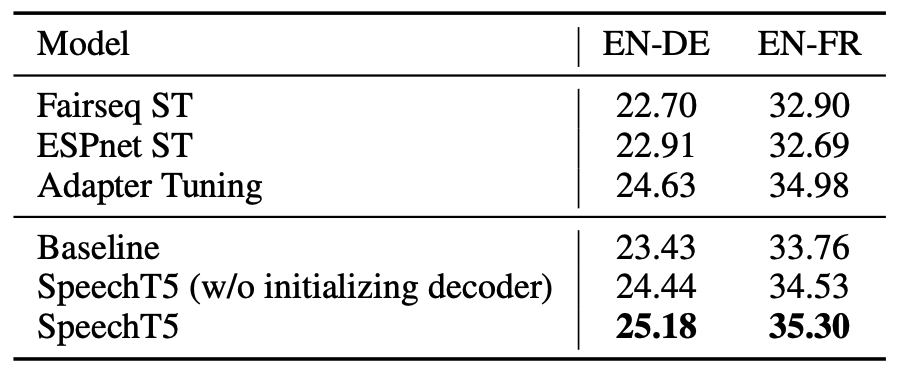 Model EN-DE EN-FR
Fairseq ST 22.70 32.90
ESPnet ST 22.91 32.69
Adapter Tuning 24.63 34.98
Baseline 23.43 33.76
SpeechT5 (w/o initializing decoder) 24.44 34.53
SpeechT5 25.18 35.30